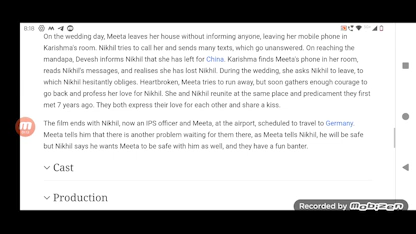 8:18
On the wedding day, Meeta leaves her house without informing anyone, leaving her mobile phone in
Karishma's room. Nikhil tries to call her and sends many texts, which go unanswered. On reaching the
mandapa, Devesh informs Nikhil that she has left for China. Karishma finds Meeta's phone in her room,
reads Nikhil's messages, and realises she has lost Nikhil. During the wedding, she asks Nikhil to leave, to
which Nikhil hesitantly obliges. Heartbroken, Meeta tries to run away, but soon gathers enough courage to
go back and profess her love for Nikhil. She and Nikhil reunite at the same place and predicament they first
met 7 years ago. They both express their love for each other and share a kiss.
The film ends with Nikhil, now an IPS officer and Meeta, at the airport, scheduled to travel to Germany.
Meeta tells him that there is another problem waiting for them there, as Meeta tells Nikhil, he will be safe
but Nikhil says he wants Meeta to be safe with him as well, and they have a fun banter.
Cast
Production
Recorded by Mobizen